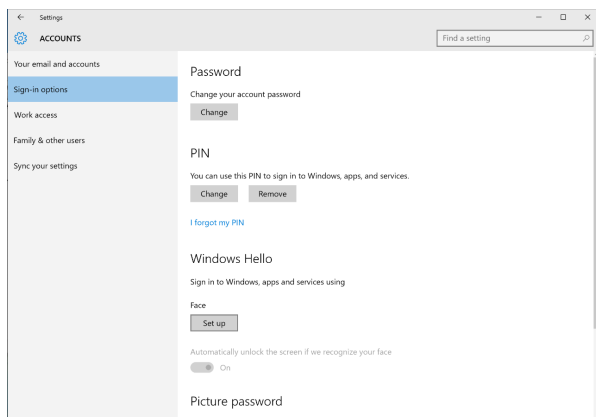 Settings
ACCOUNTS
Find a setting
Your email and accounts
Sign-in options
Work access
Family & other users
Sync your settings
Password
Change your account password
Change
PIN
You can use this PIN to sign in to Windows, apps, and services.
Change Remove
I forgot my PIN
Windows Hello
Sign in to Windows, apps and services using
Face
Set up
Automatically unlock the screen if we recognize your face
On
Picture password